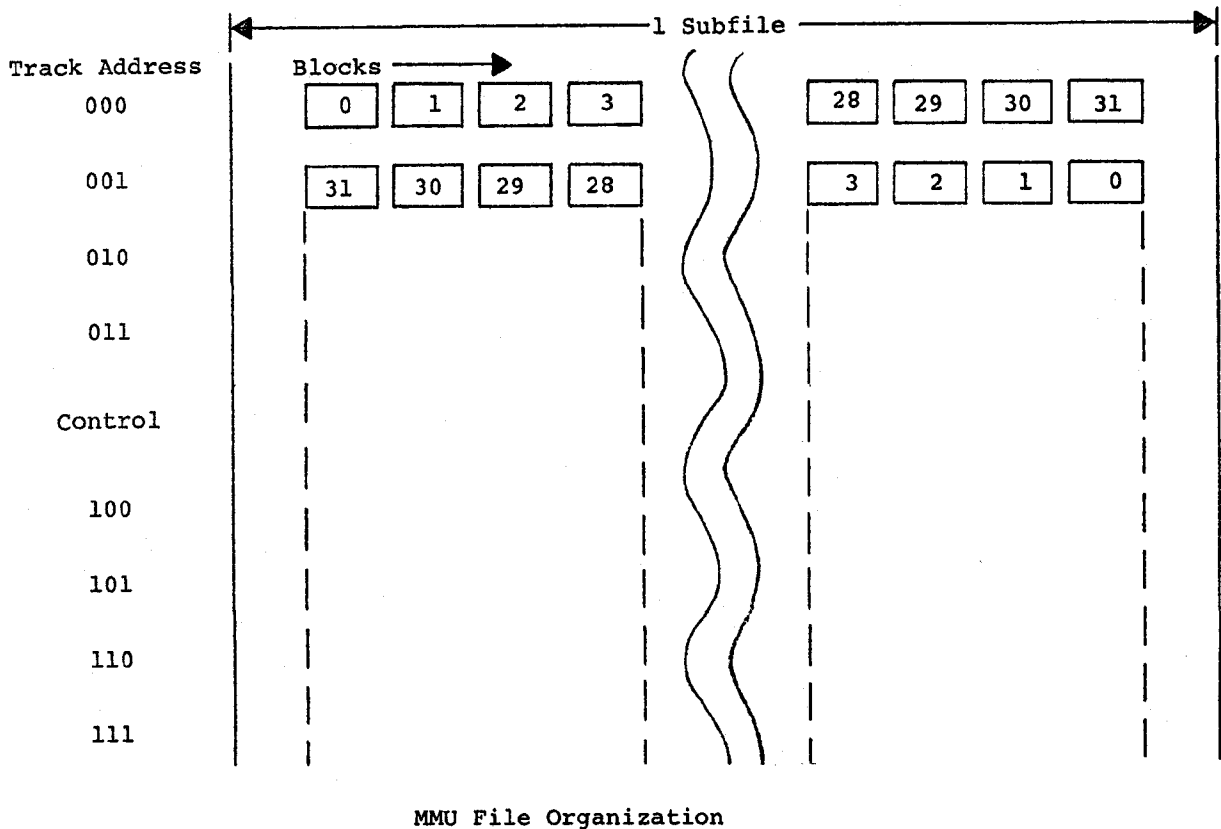 1 Subfile
Track Address Blocks
000 0 1 2 3 28 29 30 31
001 31 30 29 28 3 2 1 0
010
011
Control
100
101
110
111
MMU File Organization